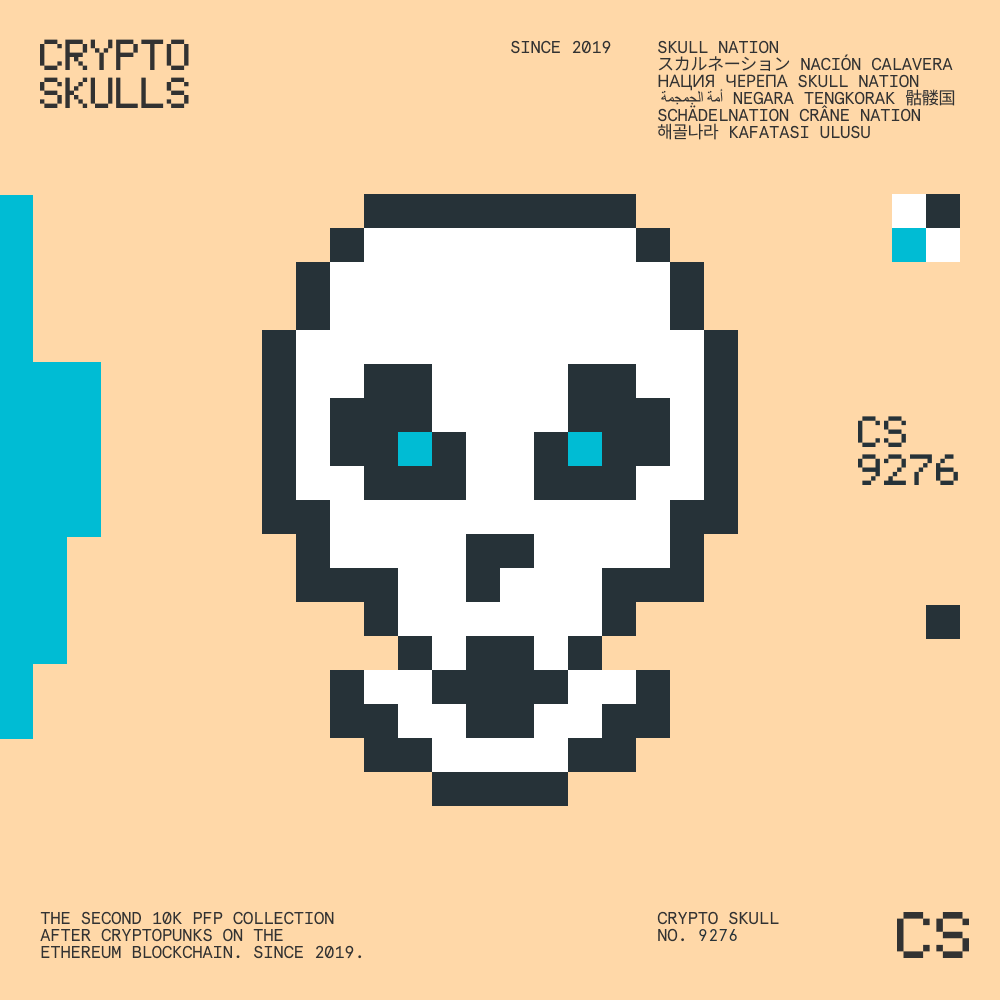 CRYPTO
SKULLS
SINCE 2019
SKULL NATION
スカルネーション NACIÓN CALAVERA
НАЦИЯ ЧЕРЕПА SKULL NATION
أمة الجمجمة NEGARA TENGKORAK 骷髅国
SCHÄDELNATION CRÂNE NATION
해골나라 KAFATASI ULUSU
CS
9276
THE SECOND 10K PFP COLLECTION
AFTER CRYPTOPUNKS ON THE
ETHEREUM BLOCKCHAIN. SINCE 2019.
CRYPTO SKULL
NO. 9276
CS